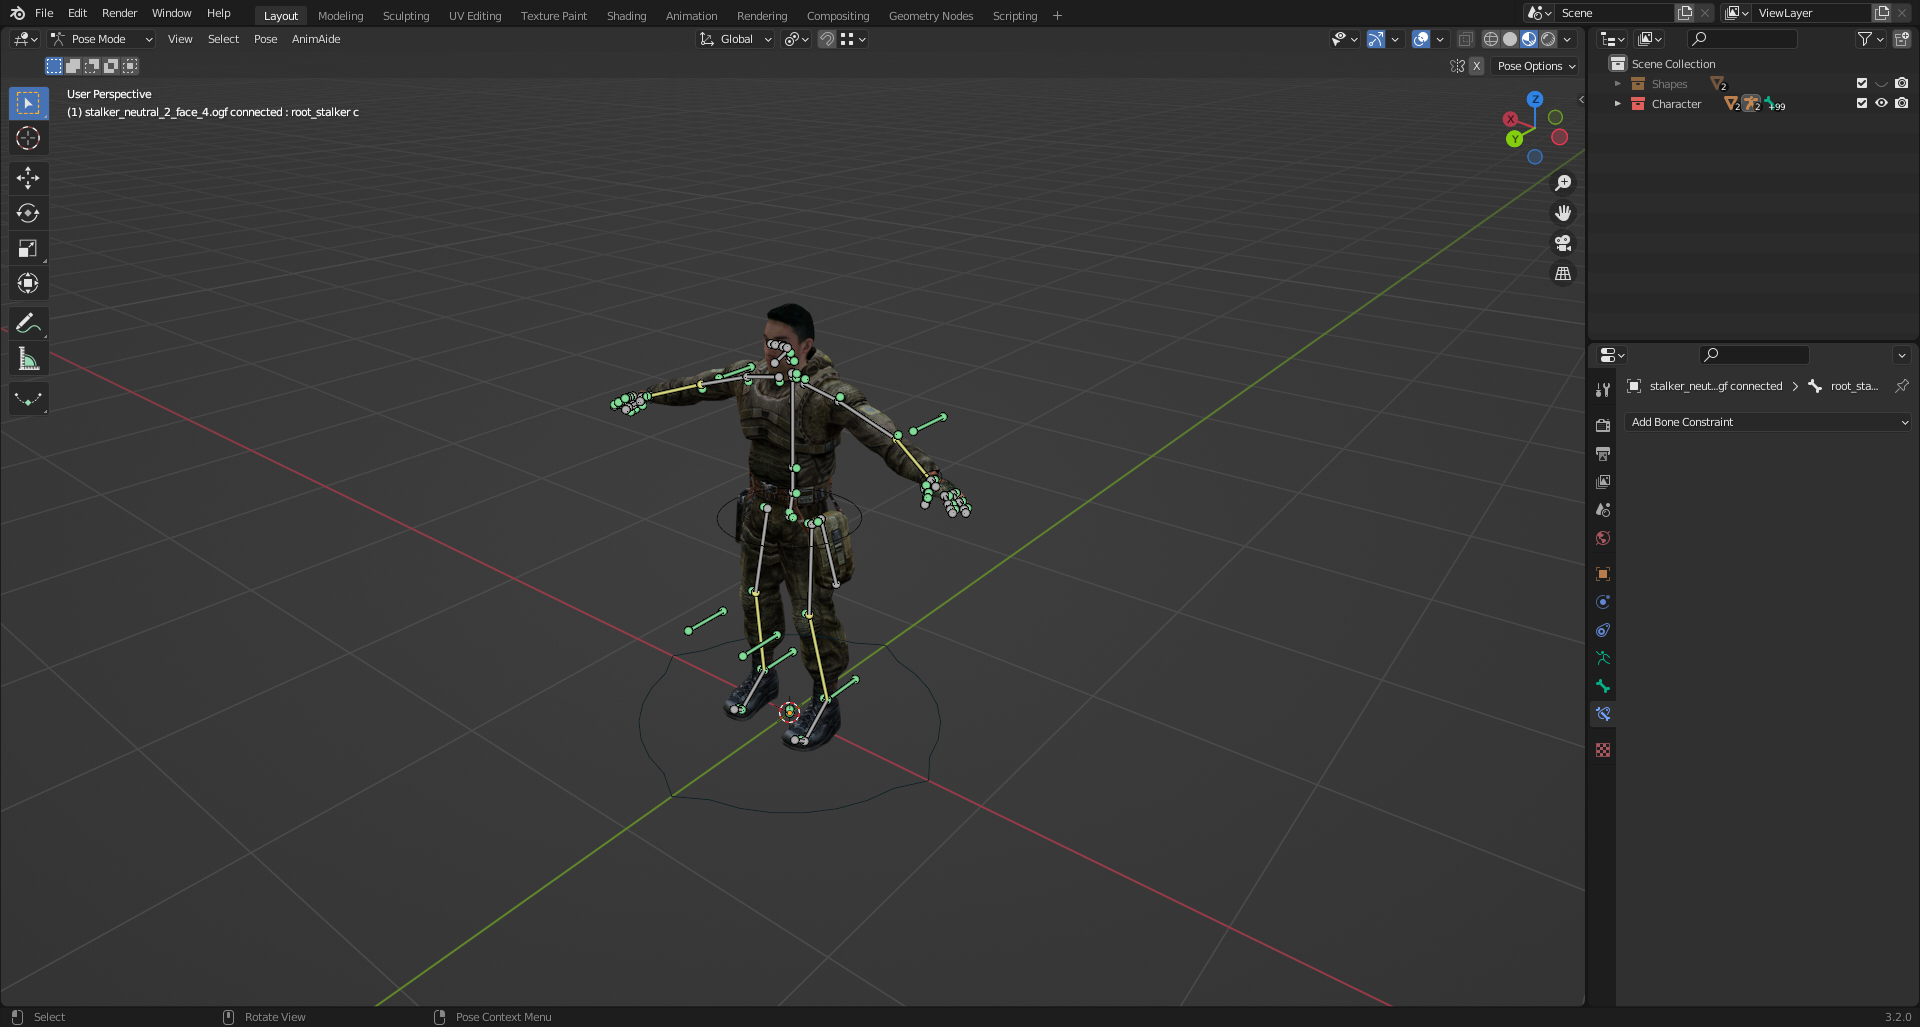 File Edit Render Window Help Layout Modeling Sculpting UV Editing Texture Paint Shading Animation Rendering Compositing Geometry Nodes Scripting + Scene ViewLayer
Pose Mode View Select Pose AnimAide Global
X Pose Options
User Perspective
(1) stalker_neutral_2_face_4.ogf connected : root_stalker c
Z
X
Y
Scene Collection
Shapes 2
Character 2 2 +99
stalker_neut...gf connected root_sta...
Add Bone Constraint
Select Rotate View Pose Context Menu 3.2.0